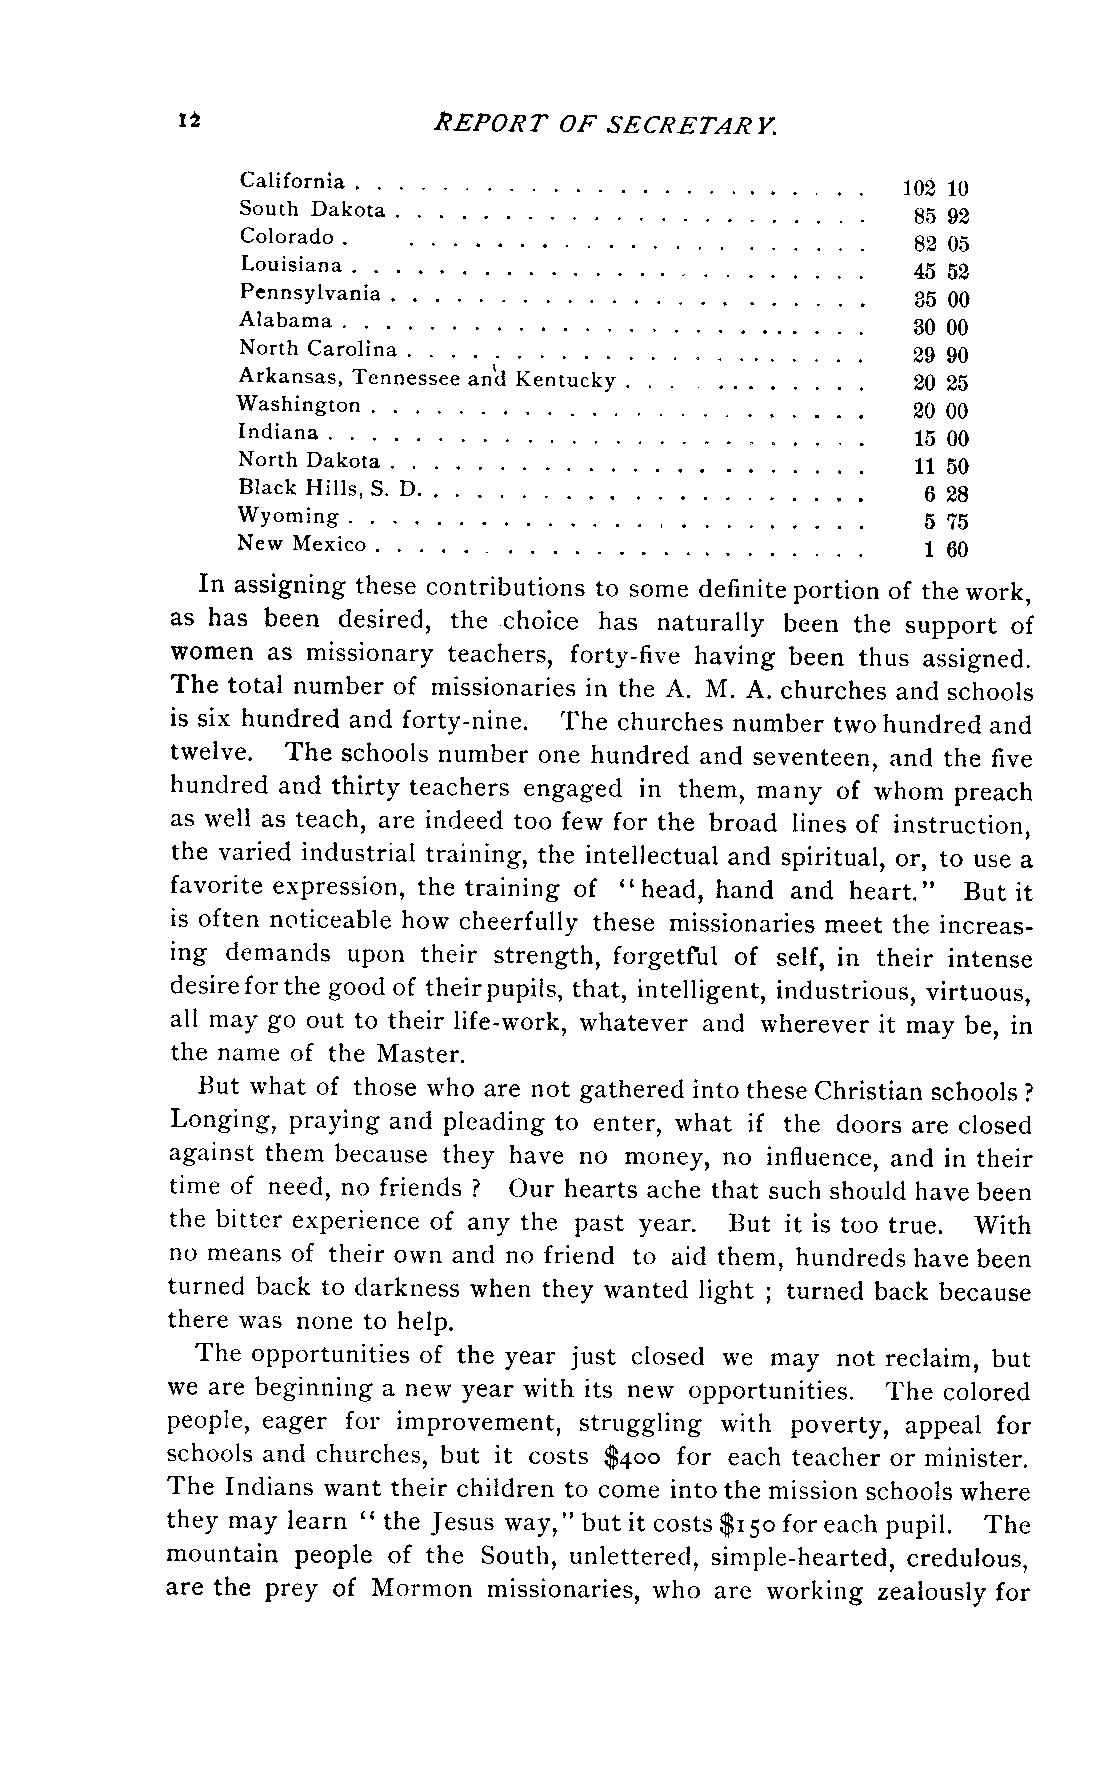 12 REPORT OF SECRETARY.
California . . . . . . . . . . . . . . . . . . . . . . . . 102 10
South Dakota . . . . . . . . . . . . . . . . . . . . . . 85 92
Colorado . . . . . . . . . . . . . . . . . . . . . . 82 05
Louisiana . . . . . . . . . . . . . . . . . . . . . . . . 45 52
Pennsylvania . . . . . . . . . . . . . . . . . . . . . . 35 00
Alabama . . . . . . . . . . . . . . . . . . . . . . . . 30 00
North Carolina . . . . . . . . . . . . . . . . . . . . . 29 90
Arkansas, Tennessee and Kentucky . . . . . . . . . . . 20 25
Washington . . . . . . . . . . . . . . . . . . . . . . . 20 00
Indiana . . . . . . . . . . . . . . . . . . . . . . . . . 15 00
North Dakota . . . . . . . . . . . . . . . . . . . . . . 11 50
Black Hills, S. D. . . . . . . . . . . . . . . . . . . . . 6 28
Wyoming . . . . . . . . . . . . . . . . . . . . . . . . 5 75
New Mexico . . . . . . . . . . . . . . . . . . . . . . . 1 60
In assigning these contributions to some definite portion of the work,
as has been desired, the choice has naturally been the support of
women as missionary teachers, forty-five having been thus assigned.
The total number of missionaries in the A. M. A. churches and schools
is six hundred and forty-nine. The churches number two hundred and
twelve. The schools number one hundred and seventeen, and the five
hundred and thirty teachers engaged in them, many of whom preach
as well as teach, are indeed too few for the broad lines of instruction,
the varied industrial training, the intellectual and spiritual, or, to use a
favorite expression, the training of "head, hand and heart." But it
is often noticeable how cheerfully these missionaries meet the increas-
ing demands upon their strength, forgetful of self, in their intense
desire for the good of their pupils, that, intelligent, industrious, virtuous,
all may go out to their life-work, whatever and wherever it may be, in
the name of the Master.
But what of those who are not gathered into these Christian schools ?
Longing, praying and pleading to enter, what if the doors are closed
against them because they have no money, no influence, and in their
time of need, no friends ? Our hearts ache that such should have been
the bitter experience of any the past year. But it is too true. With
no means of their own and no friend to aid them, hundreds have been
turned back to darkness when they wanted light ; turned back because
there was none to help.
The opportunities of the year just closed we may not reclaim, but
we are beginning a new year with its new opportunities. The colored
people, eager for improvement, struggling with poverty, appeal for
schools and churches, but it costs $400 for each teacher or minister.
The Indians want their children to come into the mission schools where
they may learn " the Jesus way," but it costs $150 for each pupil. The
mountain people of the South, unlettered, simple-hearted, credulous,
are the prey of Mormon missionaries, who are working zealously for